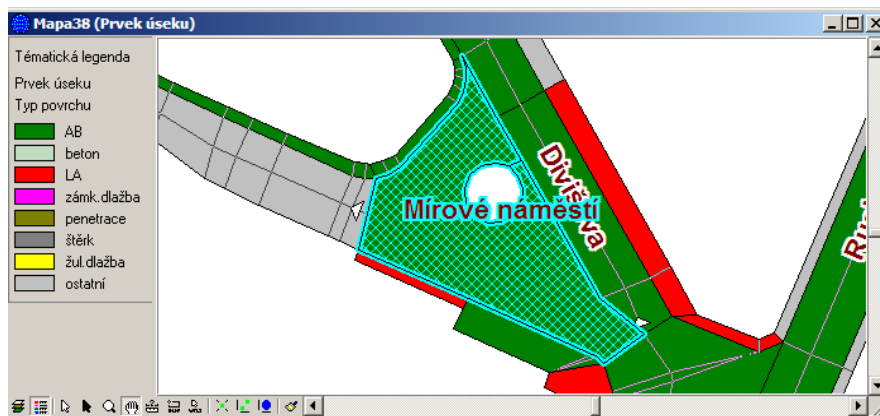 Mapa38 (Prvek úseku)
Tématická legenda
Prvek úseku
Typ povrchu
AB
beton
LA
zámk.dlažba
penetrace
štěrk
žul.dlažba
ostatní
Divišova
Mírové náměstí